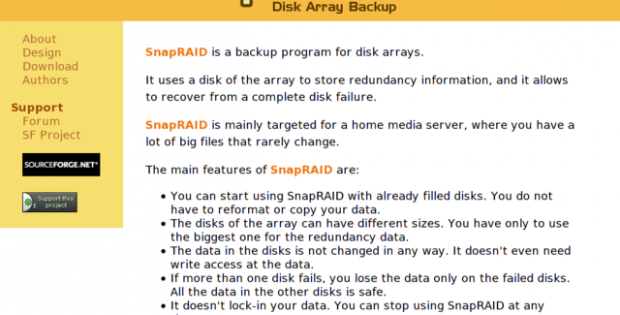 Disk Array Backup
About
Design
Download
Authors
Support
Forum
SF Project
SOURCEFORGE.NET®
Support this
project
SnapRAID is a backup program for disk arrays.
It uses a disk of the array to store redundancy information, and it allows
to recover from a complete disk failure.
SnapRAID is mainly targeted for a home media server, where you have a
lot of big files that rarely change.
The main features of SnapRAID are:
• You can start using SnapRAID with already filled disks. You do not
have to reformat or copy your data.
• The disks of the array can have different sizes. You have only to use
the biggest one for the redundancy data.
• The data in the disks is not changed in any way. It doesn't even need
write access at the data.
• If more than one disk fails, you lose the data only on the failed disks.
All the data in the other disks is safe.
• It doesn't lock-in your data. You can stop using SnapRAID at any